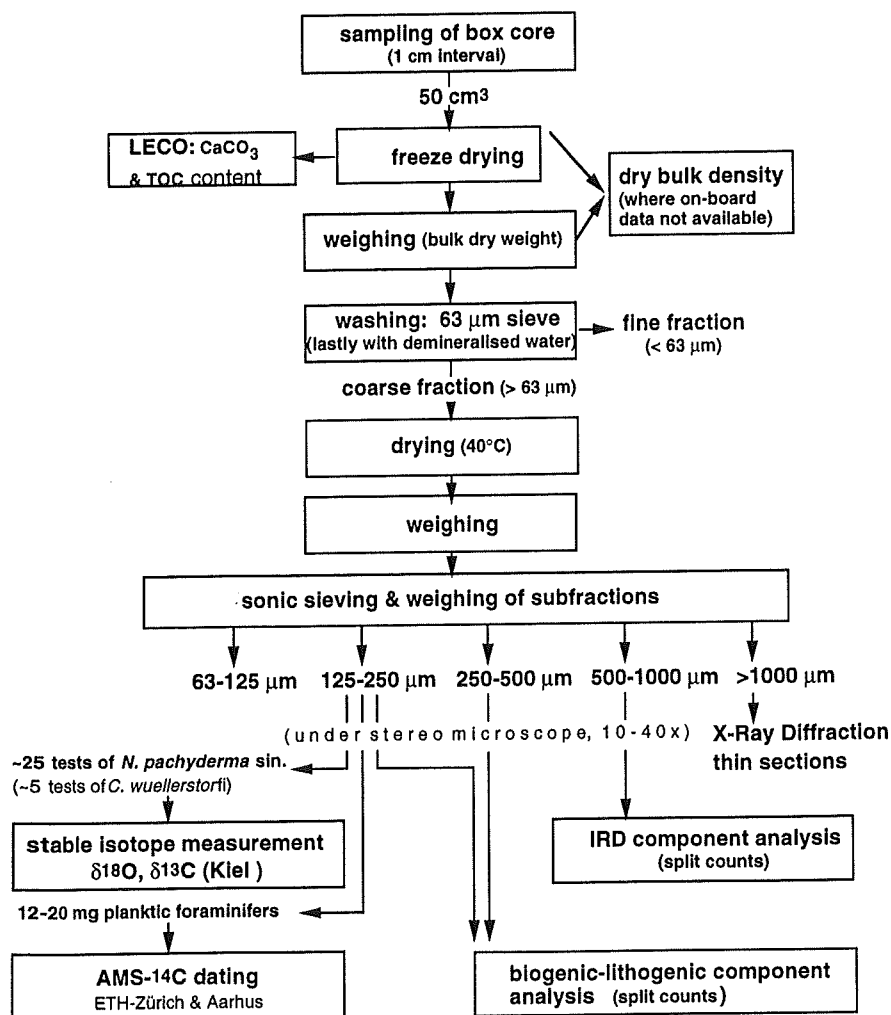 sampling of box core
(1 cm interval)
50 cm³
LECO: CaCO₃
& TOC content
freeze drying
dry bulk density
(where on-board
data not available)
weighing (bulk dry weight)
washing: 63 µm sieve
(lastly with demineralised water)
fine fraction
(< 63 µm)
coarse fraction (> 63 µm)
drying (40°C)
weighing
sonic sieving & weighing of subfractions
63-125 µm
125-250 µm
250-500 µm
500-1000 µm
>1000 µm
(under stereo microscope, 10-40x)
X-Ray Diffraction
thin sections
~25 tests of N. pachyderma sin.
(~5 tests of C. wuellerstorfi)
stable isotope measurement
δ18O, δ13C (Kiel )
IRD component analysis
(split counts)
12-20 mg planktic foraminifers
AMS-14C dating
ETH-Zürich & Aarhus
biogenic-lithogenic component
analysis (split counts)